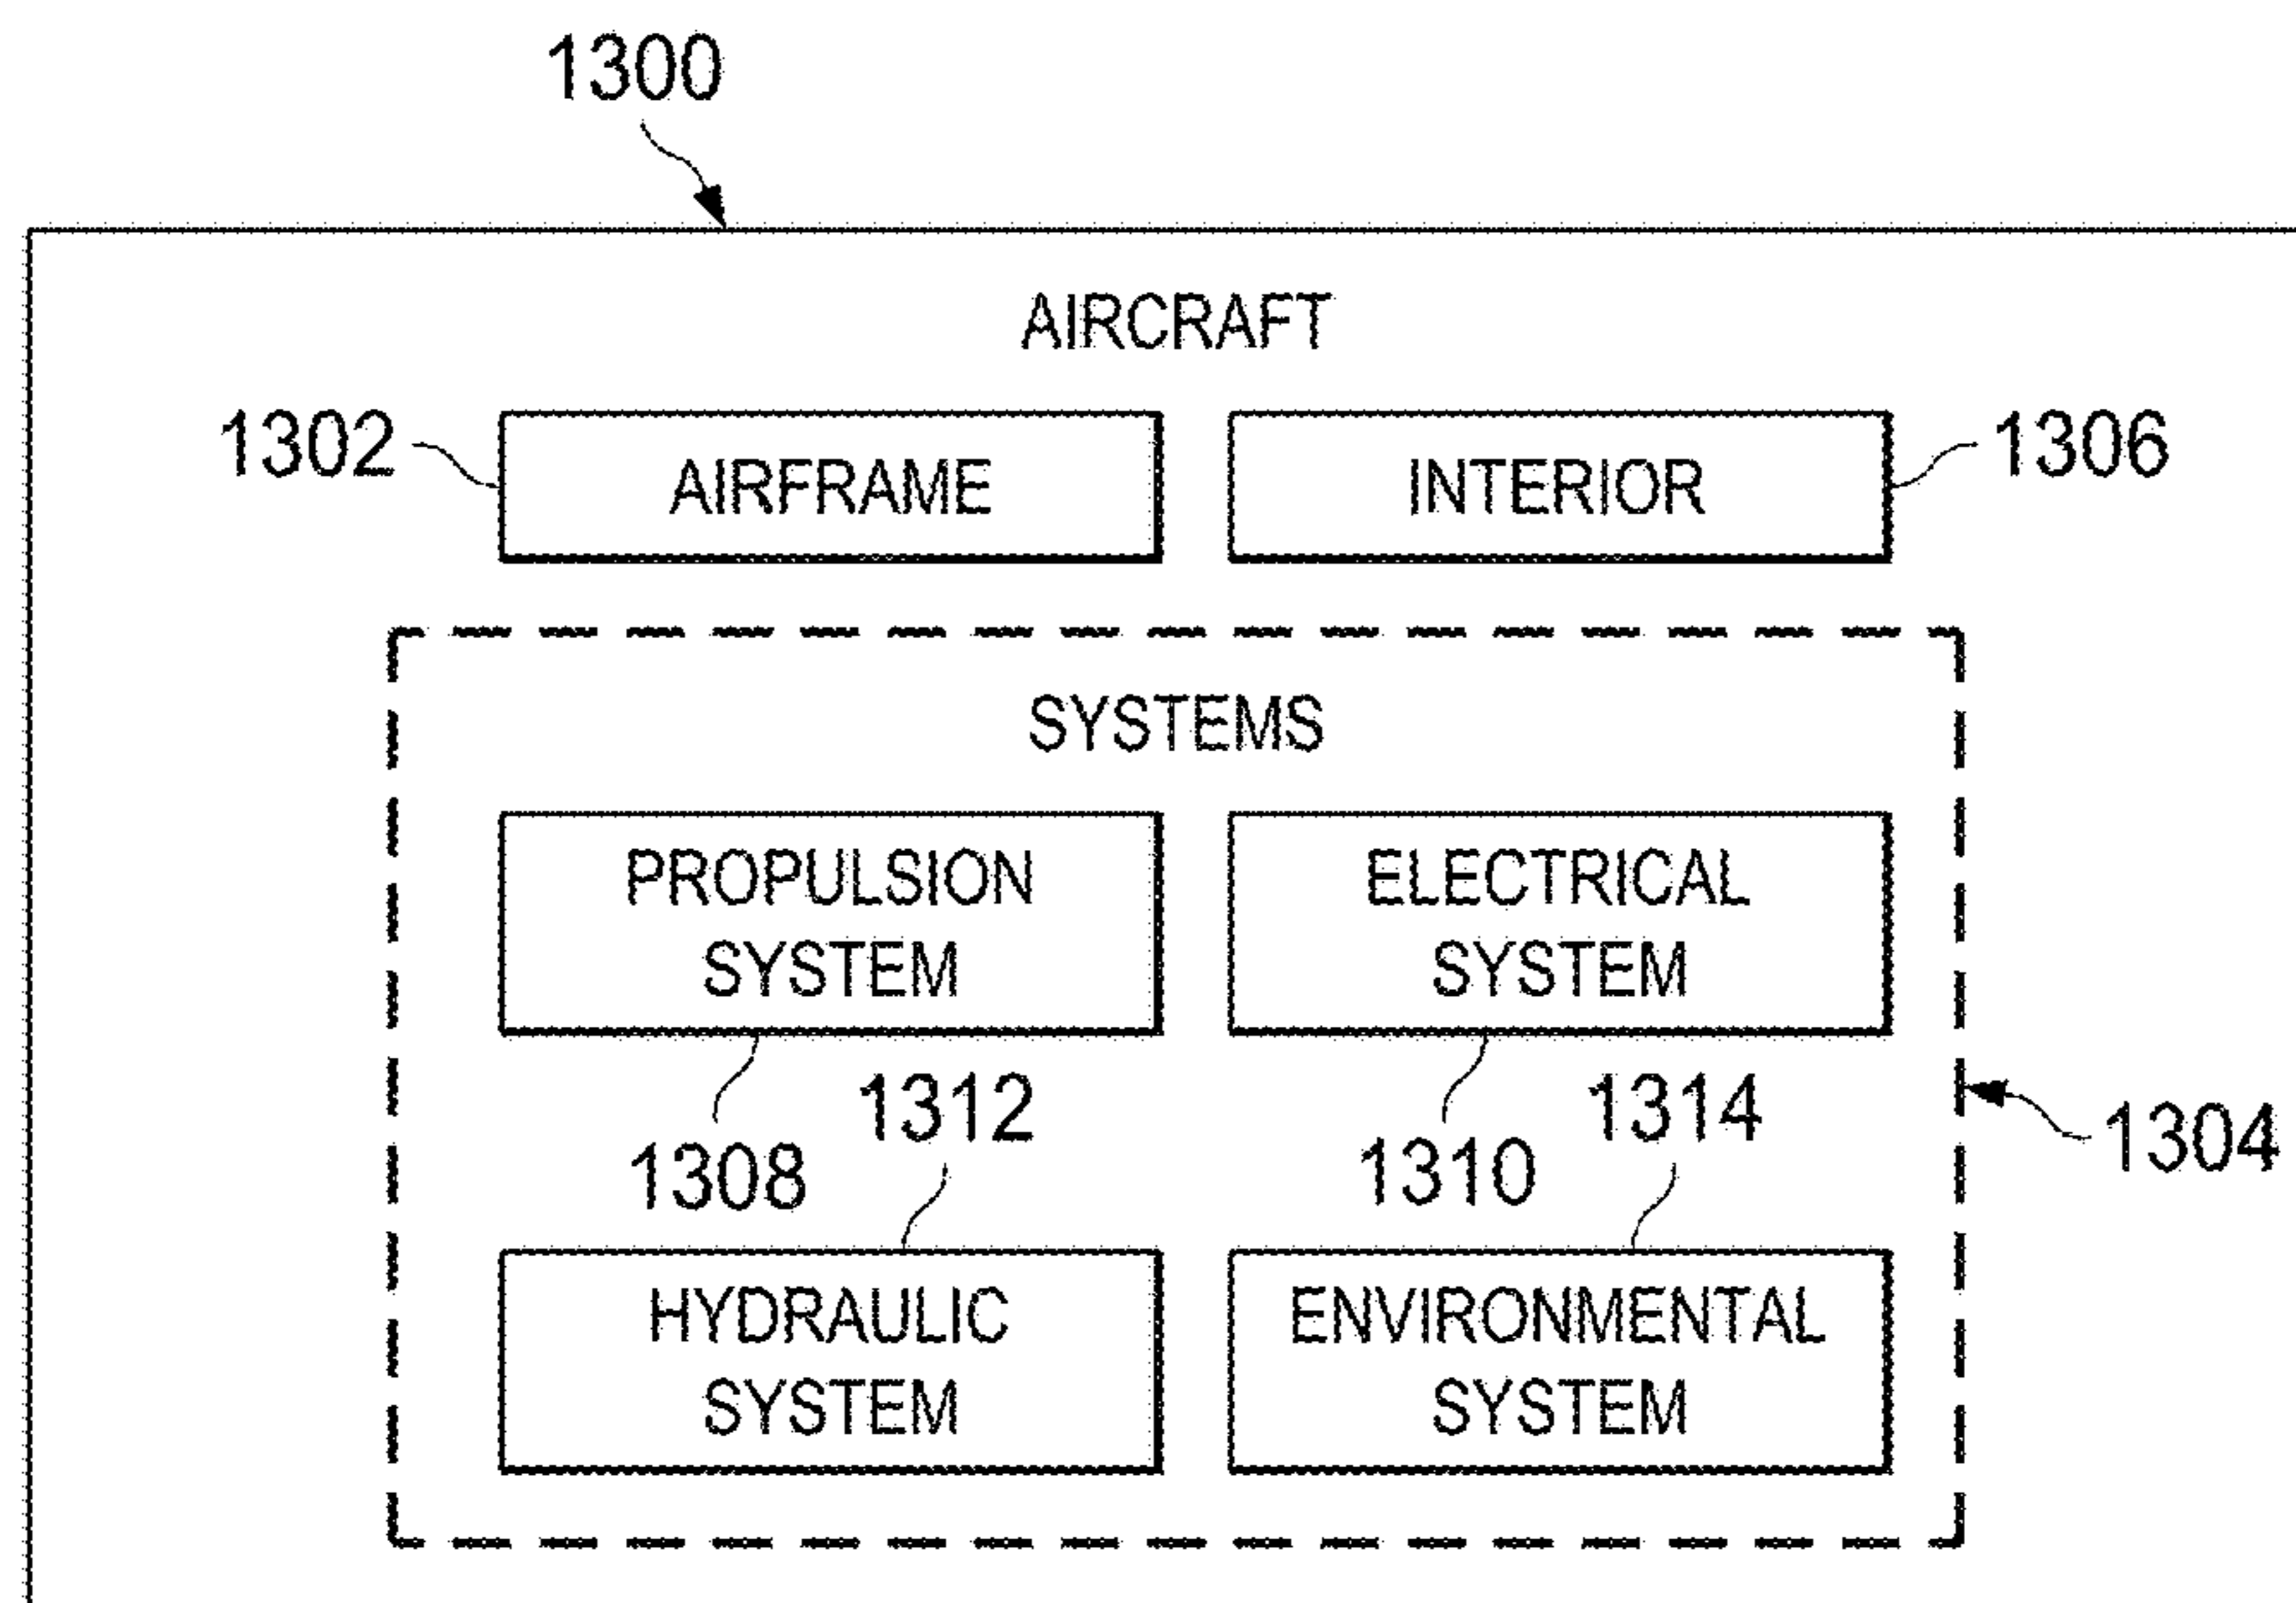 1300
AIRCRAFT
1302
AIRFRAME
INTERIOR
1306
SYSTEMS
PROPULSION
SYSTEM
ELECTRICAL
SYSTEM
1308
1312
1310
1314
1304
HYDRAULIC
SYSTEM
ENVIRONMENTAL
SYSTEM